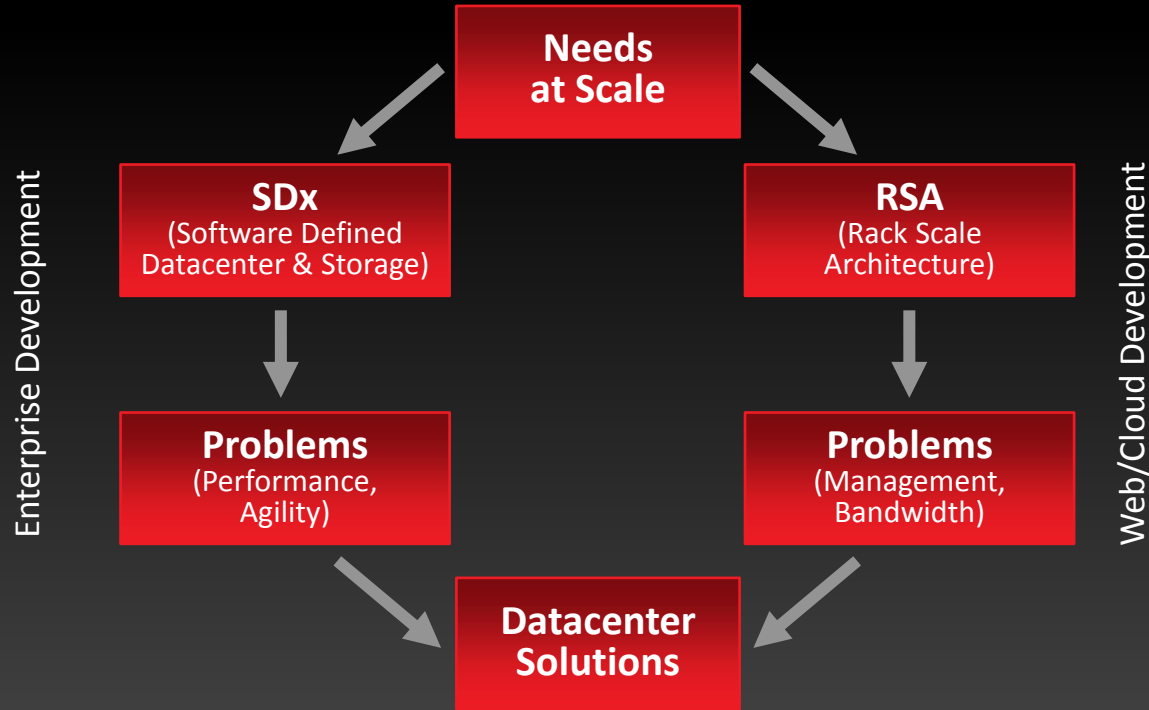 Needs
at Scale
Enterprise Development
SDx
(Software Defined
Datacenter & Storage)
RSA
(Rack Scale
Architecture)
Web/Cloud Development
Problems
(Performance,
Agility)
Problems
(Management,
Bandwidth)
Datacenter
Solutions